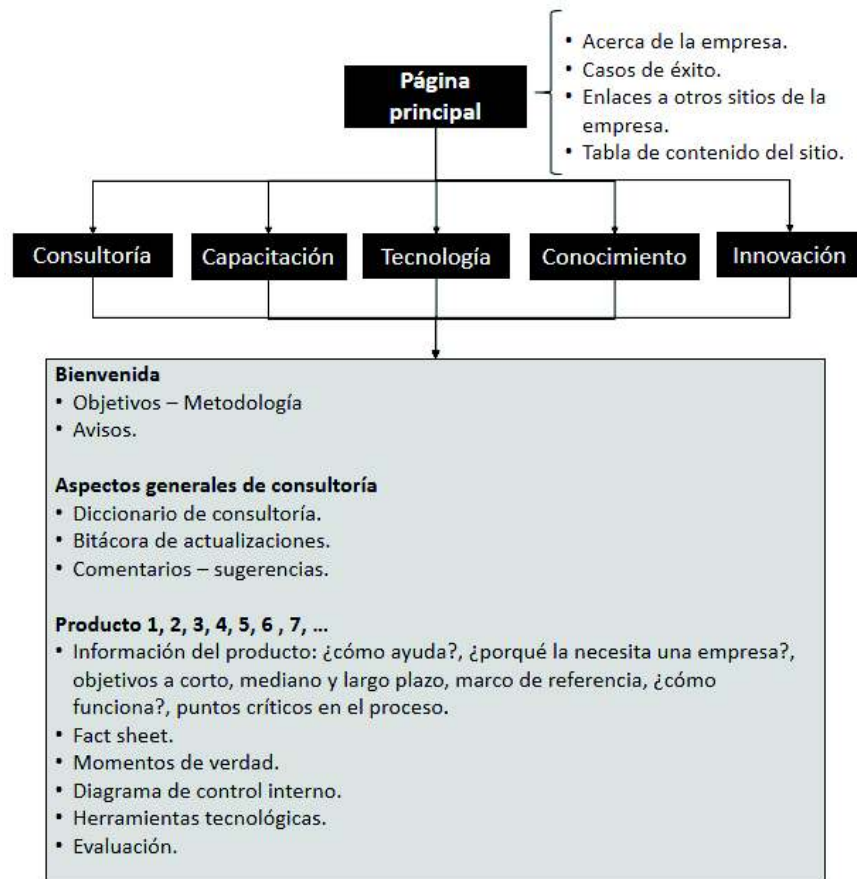 Página
principal
• Acerca de la empresa.
• Casos de éxito.
• Enlaces a otros sitios de la
empresa.
• Tabla de contenido del sitio.
Consultoría
Capacitación
Tecnología
Conocimiento
Innovación
Bienvenida
• Objetivos – Metodología
• Avisos.
Aspectos generales de consultoría
• Diccionario de consultoría.
• Bitácora de actualizaciones.
• Comentarios – sugerencias.
Producto 1, 2, 3, 4, 5, 6 , 7, ...
• Información del producto: ¿cómo ayuda?, ¿porqué la necesita una empresa?,
objetivos a corto, mediano y largo plazo, marco de referencia, ¿cómo
funciona?, puntos críticos en el proceso.
• Fact sheet.
• Momentos de verdad.
• Diagrama de control interno.
• Herramientas tecnológicas.
• Evaluación.